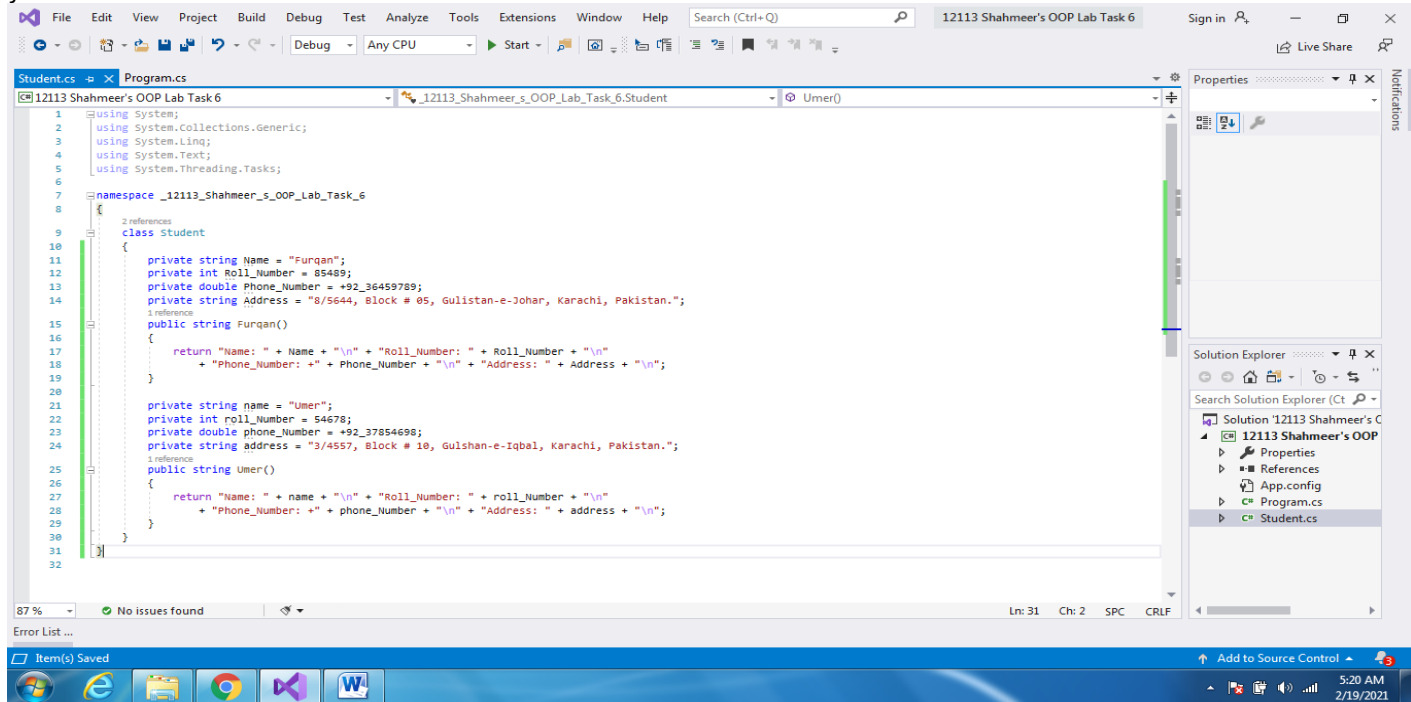 File Edit View Project Build Debug Test Analyze Tools Extensions Window Help Search (Ctrl+Q) 12113 Shahmeer's OOP Lab Task 6 Sign in
Debug Any CPU Start Live Share
Student.cs Program.cs
12113 Shahmeer's OOP Lab Task 6 _12113_Shahmeer_s_OOP_Lab_Task_6.Student Umer()
1 using System;
2 using System.Collections.Generic;
3 using System.Linq;
4 using System.Text;
5 using System.Threading.Tasks;
6
7 namespace _12113_Shahmeer_s_OOP_Lab_Task_6
8 {
2 references
9 class Student
10 {
11 private string Name = "Furqan";
12 private int Roll_Number = 85489;
13 private double Phone_Number = +92_36459789;
14 private string Address = "8/5644, Block # 05, Gulistan-e-Johar, Karachi, Pakistan.";
1 reference
15 public string Furqan()
16 {
17 return "Name: " + Name + "\n" + "Roll_Number: " + Roll_Number + "\n"
18 + "Phone_Number: +" + Phone_Number + "\n" + "Address: " + Address + "\n";
19 }
20
21 private string name = "Umer";
22 private int roll_Number = 54678;
23 private double phone_Number = +92_37854698;
24 private string address = "3/4557, Block # 10, Gulshan-e-Iqbal, Karachi, Pakistan.";
1 reference
25 public string Umer()
26 {
27 return "Name: " + name + "\n" + "Roll_Number: " + roll_Number + "\n"
28 + "Phone_Number: +" + phone_Number + "\n" + "Address: " + address + "\n";
29 }
30 }
31 }
32
87 % No issues found Ln: 31 Ch: 2 SPC CRLF
Error List ...
Item(s) Saved
Properties
Notifications
Solution Explorer
Search Solution Explorer (Ct
Solution '12113 Shahmeer's C
12113 Shahmeer's OOP
Properties
References
App.config
C# Program.cs
C# Student.cs
Add to Source Control 3
5:20 AM
2/19/2021